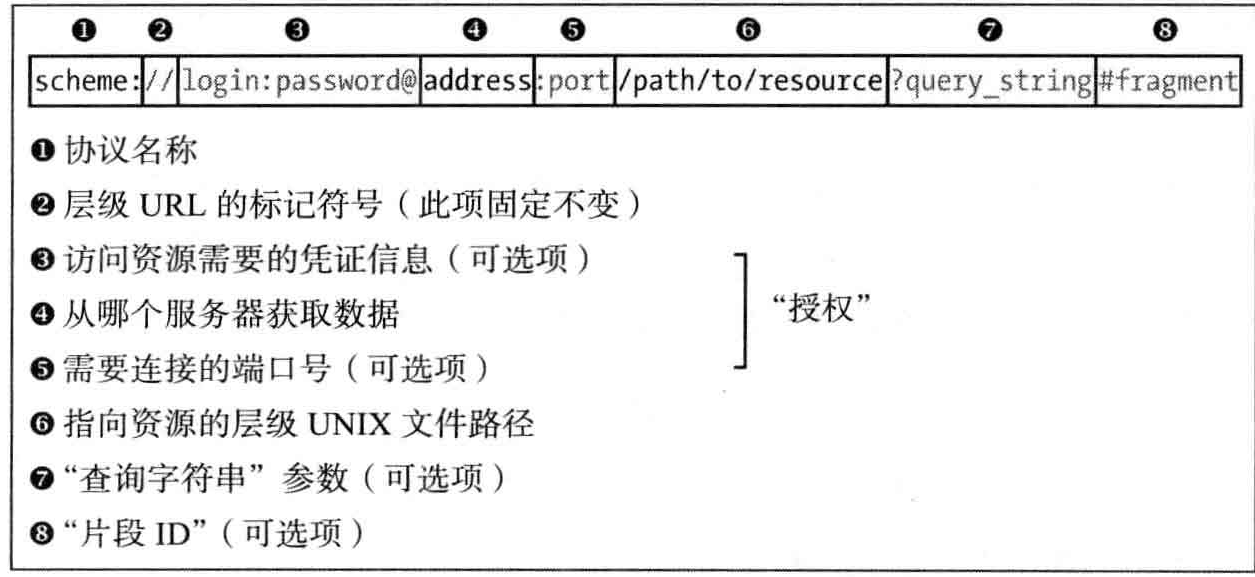 ❶ ❷ ❸ ❹ ❺ ❻ ❼ ❽
scheme://login:password@address:port/path/to/resource?query_string#fragment
❶ 协议名称
❷ 层级 URL 的标记符号（此项固定不变）
❸ 访问资源需要的凭证信息（可选项）
❹ 从哪个服务器获取数据
“授权”
❺ 需要连接的端口号（可选项）
❻ 指向资源的层级 UNIX 文件路径
❼ “查询字符串”参数（可选项）
❽ “片段 ID”（可选项）